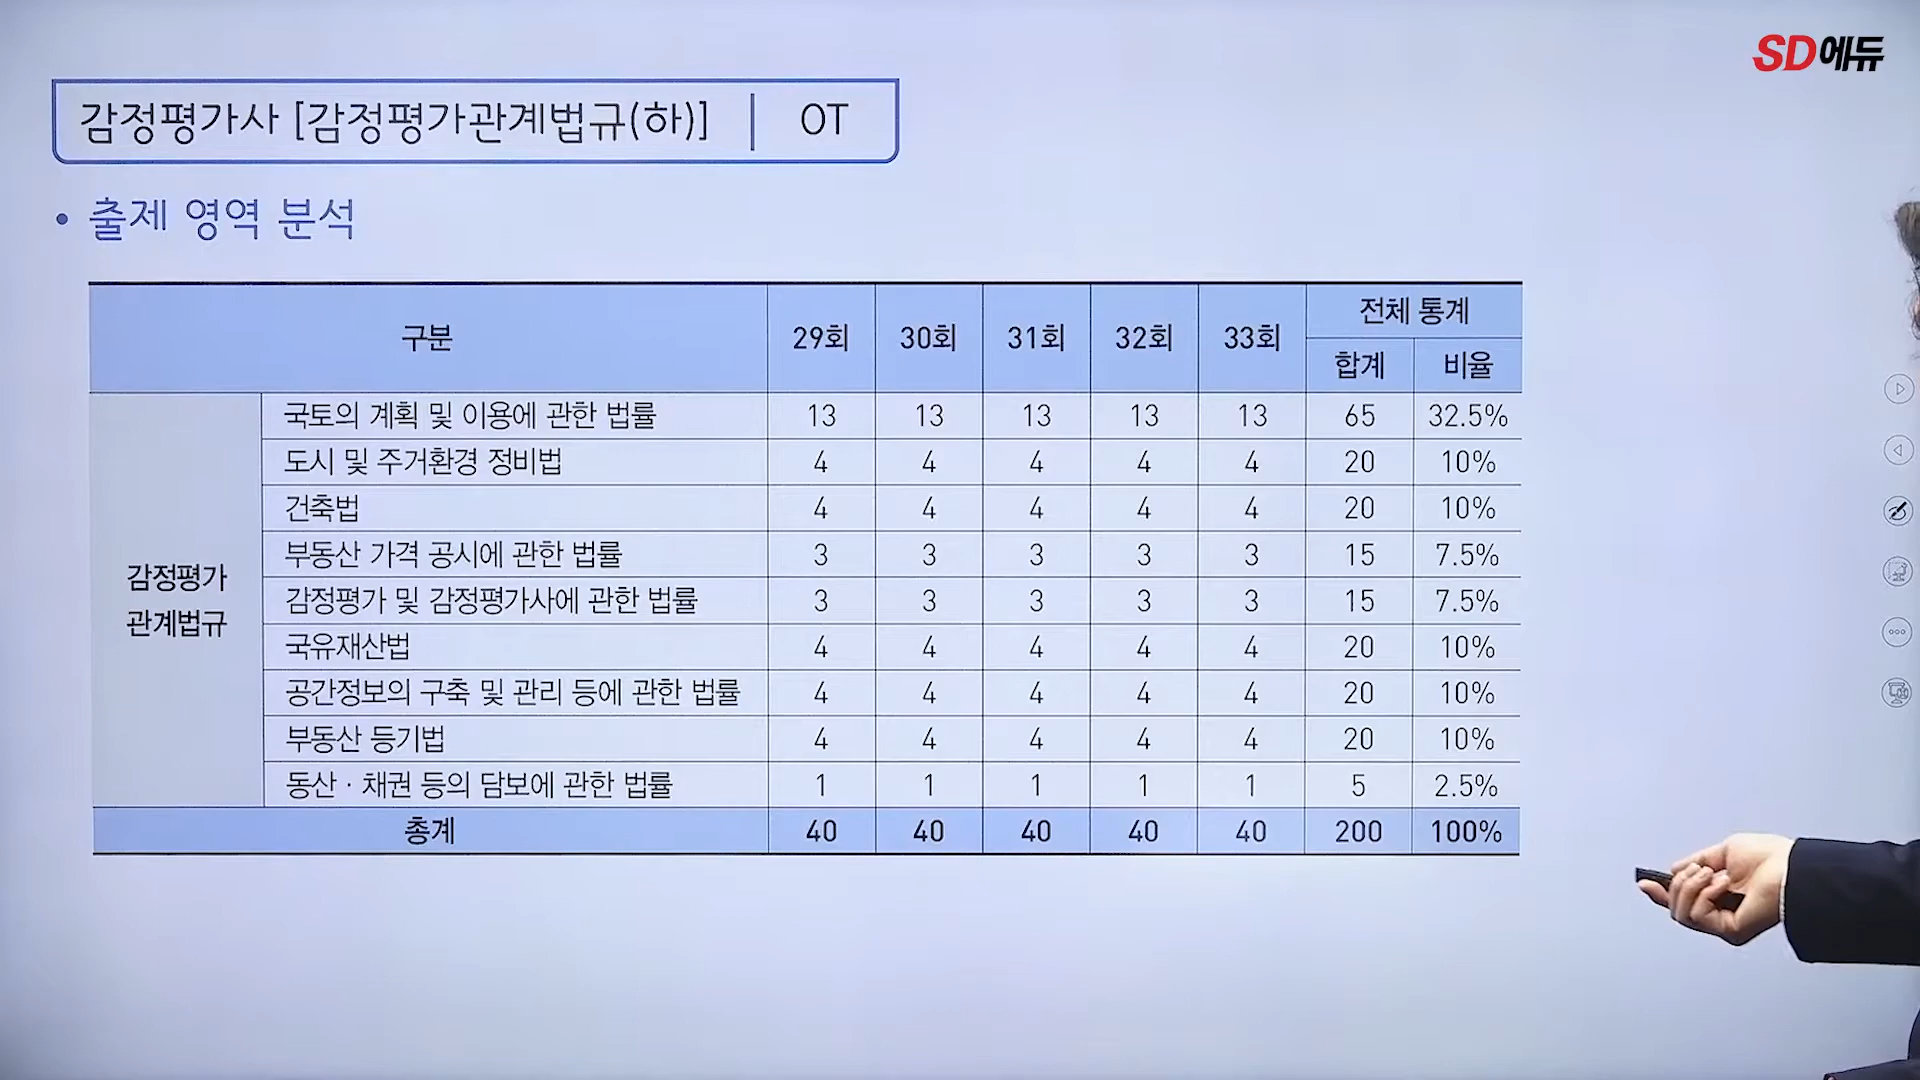 SD에듀
감정평가사 [감정평가관계법규(하)] | OT
• 출제 영역 분석
구분 29회 30회 31회 32회 33회 전체 통계
합계 비율
감정평가
관계법규
국토의 계획 및 이용에 관한 법률 13 13 13 13 13 65 32.5%
도시 및 주거환경 정비법 4 4 4 4 4 20 10%
건축법 4 4 4 4 4 20 10%
부동산 가격 공시에 관한 법률 3 3 3 3 3 15 7.5%
감정평가 및 감정평가사에 관한 법률 3 3 3 3 3 15 7.5%
국유재산법 4 4 4 4 4 20 10%
공간정보의 구축 및 관리 등에 관한 법률 4 4 4 4 4 20 10%
부동산 등기법 4 4 4 4 4 20 10%
동산 · 채권 등의 담보에 관한 법률 1 1 1 1 1 5 2.5%
총계 40 40 40 40 40 200 100%